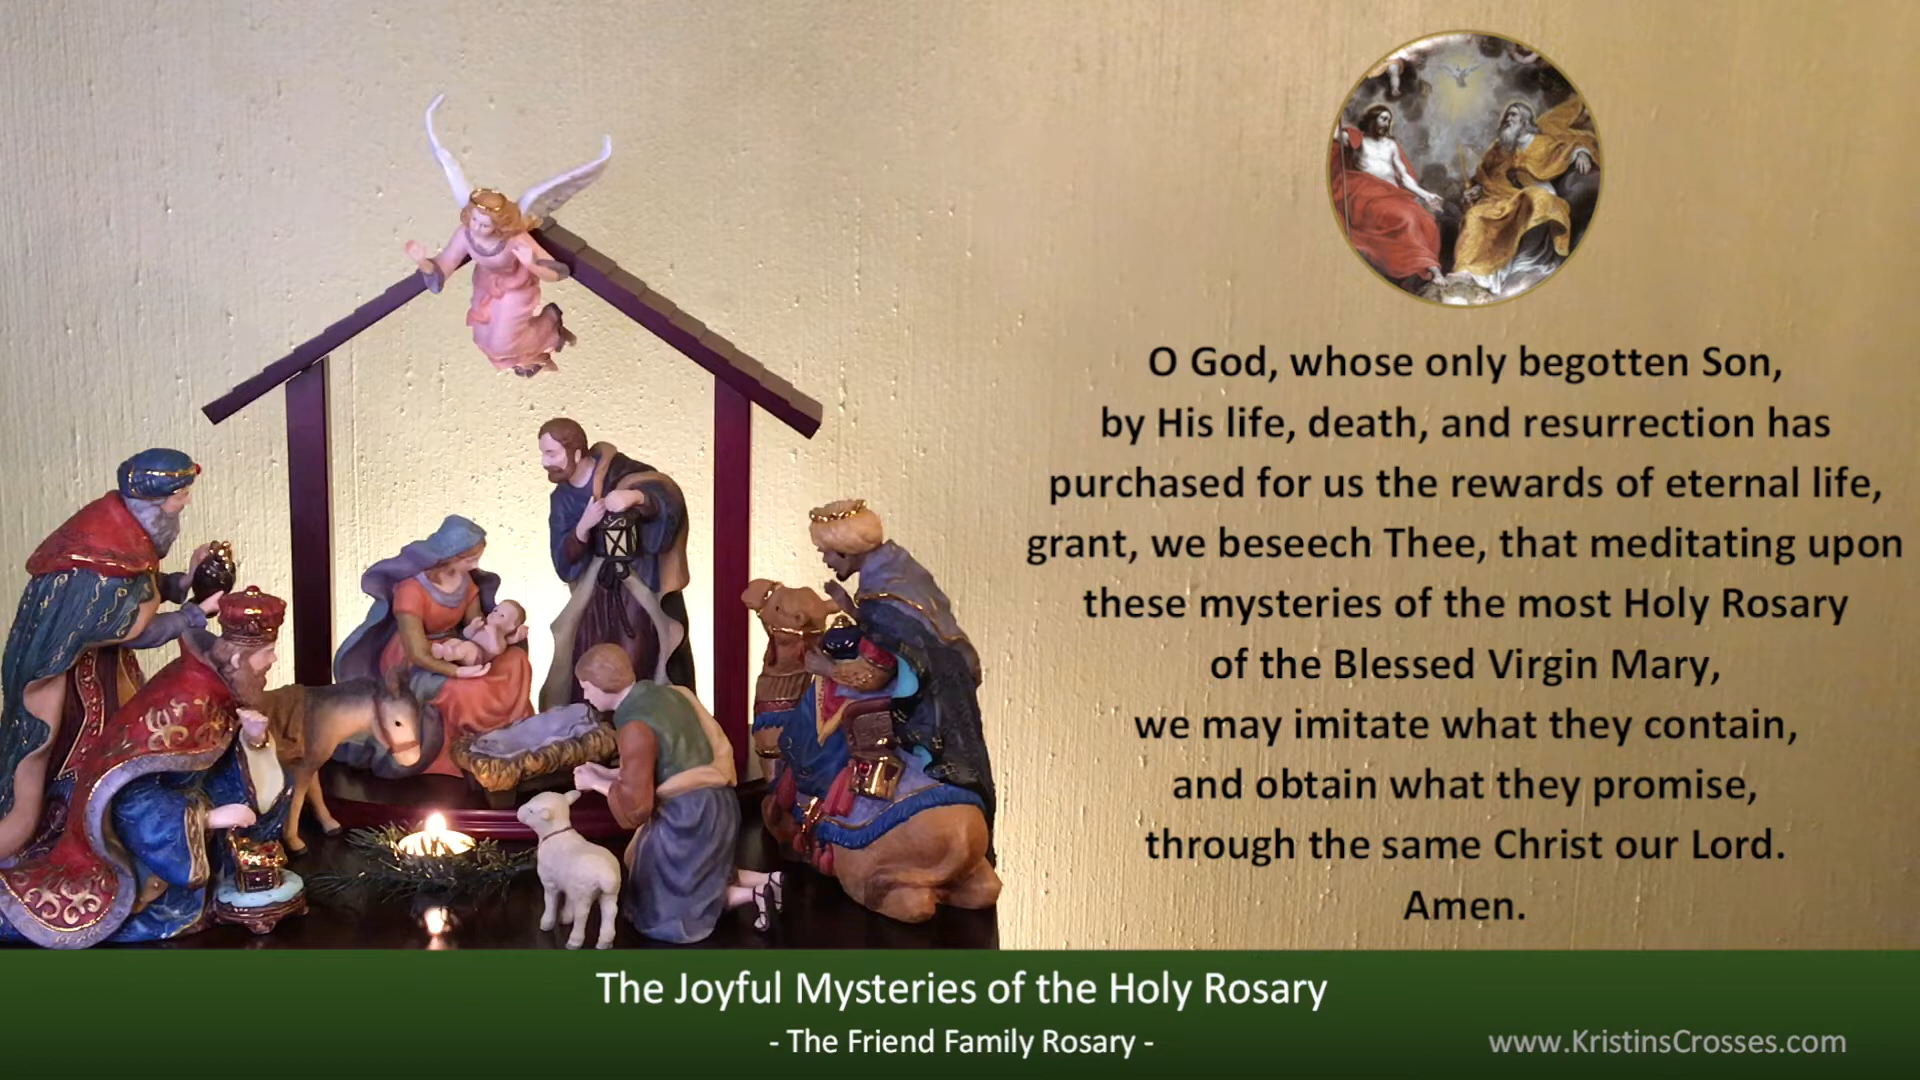 O God, whose only begotten Son,
by His life, death, and resurrection has
purchased for us the rewards of eternal life,
grant, we beseech Thee, that meditating upon
these mysteries of the most Holy Rosary
of the Blessed Virgin Mary,
we may imitate what they contain,
and obtain what they promise,
through the same Christ our Lord.
Amen.
The Joyful Mysteries of the Holy Rosary
- The Friend Family Rosary -
www.KristinsCrosses.com